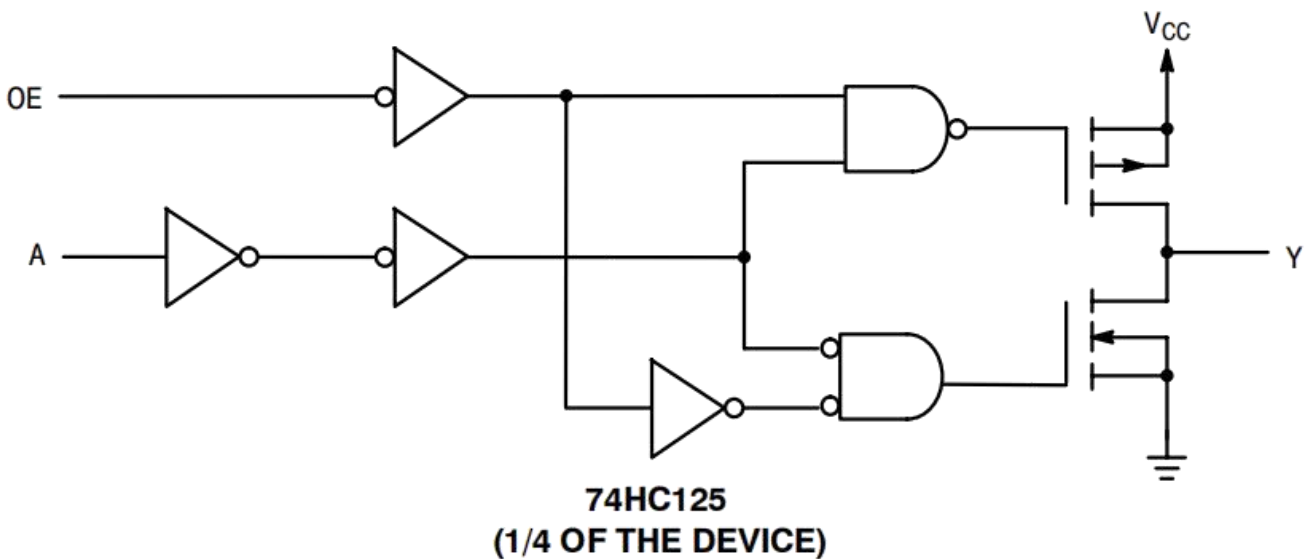 V_CC
OE
A
Y
74HC125
(1/4 OF THE DEVICE)